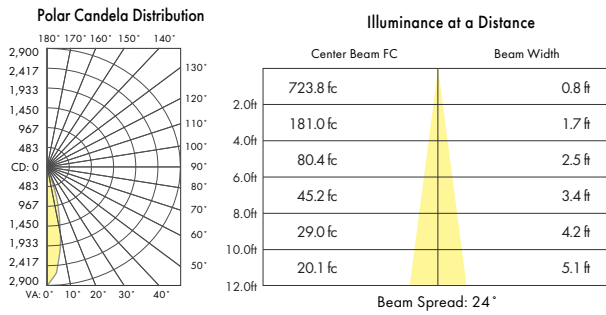 Polar Candela Distribution
180˚ 170˚ 160˚ 150˚ 140˚
2,900
2,417
1,933
1,450
967
483
CD: 0
483
967
1,450
1,933
2,417
2,900
130˚
120˚
110˚
100˚
90˚
80˚
70˚
60˚
50˚
VA: 0˚ 10˚ 20˚ 30˚ 40˚
Illuminance at a Distance
Center Beam FC Beam Width
723.8 fc 0.8 ft
2.0ft
181.0 fc 1.7 ft
4.0ft
80.4 fc 2.5 ft
6.0ft
45.2 fc 3.4 ft
8.0ft
29.0 fc 4.2 ft
10.0ft
20.1 fc 5.1 ft
12.0ft
Beam Spread: 24˚